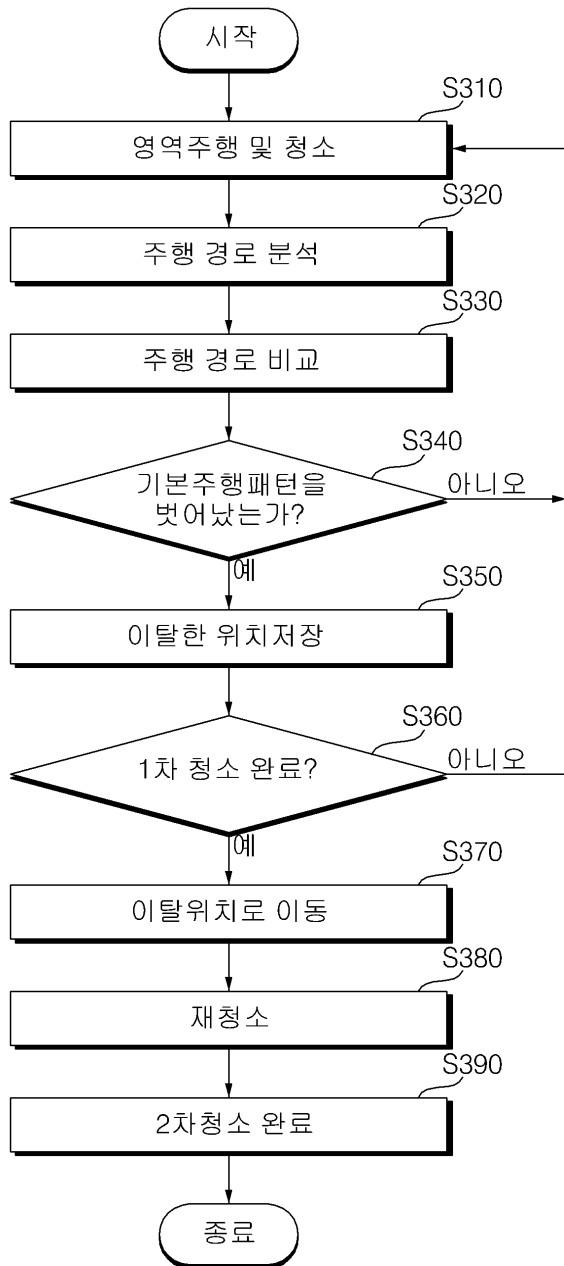 시작
S310
영역주행 및 청소
S320
주행 경로 분석
S330
주행 경로 비교
S340
기본주행패턴을
벗어났는가?
아니오
예
S350
이탈한 위치저장
S360
1차 청소 완료?
아니오
예
S370
이탈위치로 이동
S380
재청소
S390
2차청소 완료
종료